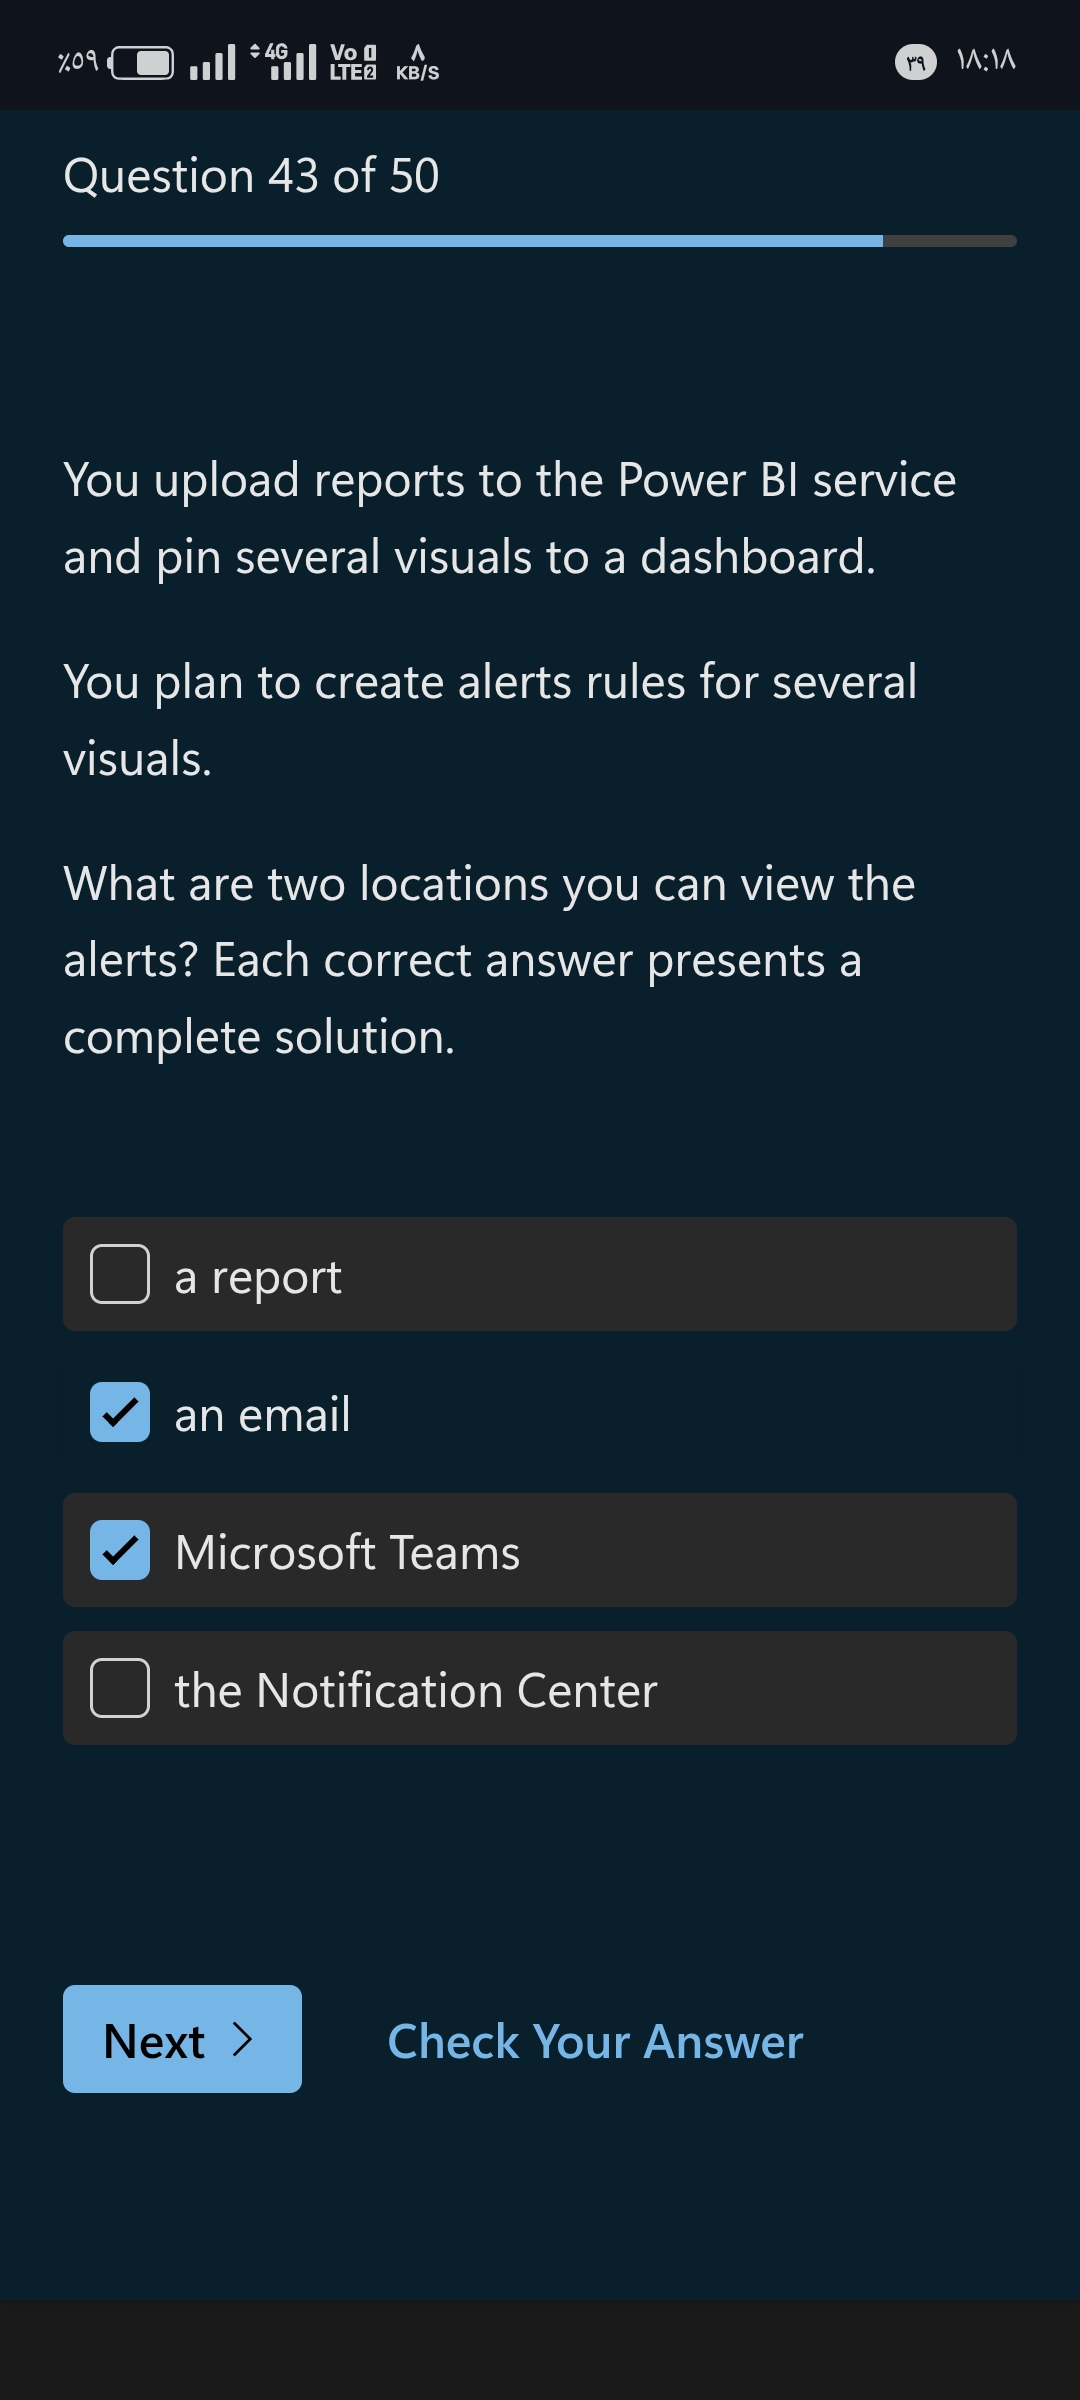 ٪٥٩ 4G Vo 1 LTE 2 ٨ KB/S ٣٩ ١٨:١٨
Question 43 of 50
You upload reports to the Power BI service
and pin several visuals to a dashboard.
You plan to create alerts rules for several
visuals.
What are two locations you can view the
alerts? Each correct answer presents a
complete solution.
a report
an email
Microsoft Teams
the Notification Center
Next
Check Your Answer